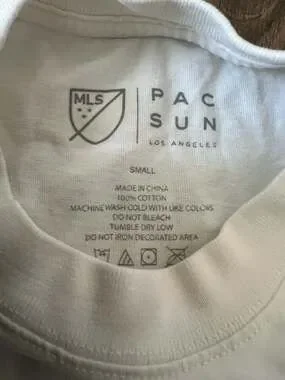 MLS
PAC
SUN
LOS ANGELES
SMALL
MADE IN CHINA
100% COTTON
MACHINE WASH COLD WITH LIKE COLORS
DO NOT BLEACH
TUMBLE DRY LOW
DO NOT IRON DECORATED AREA